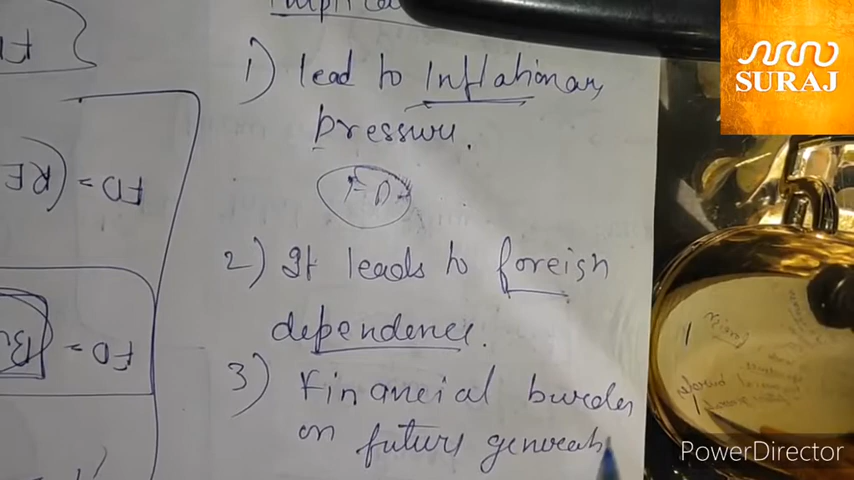 1) lead to Inflationary
pressure.
FD
2) It leads to foreign
dependence.
3) Financial burden
on future generati
FD = (RE
FD =
SURAJ
PowerDirector